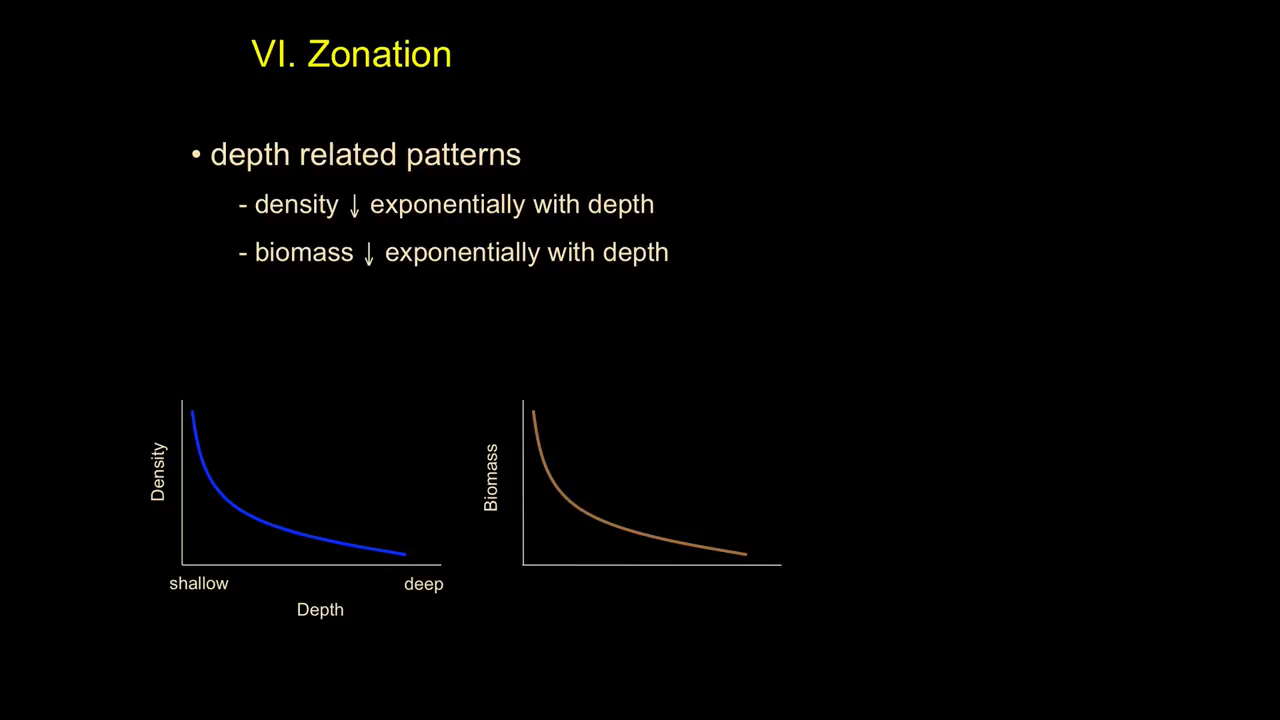 VI. Zonation
• depth related patterns
- density ↓ exponentially with depth
- biomass ↓ exponentially with depth
Density
shallow
deep
Depth
Biomass